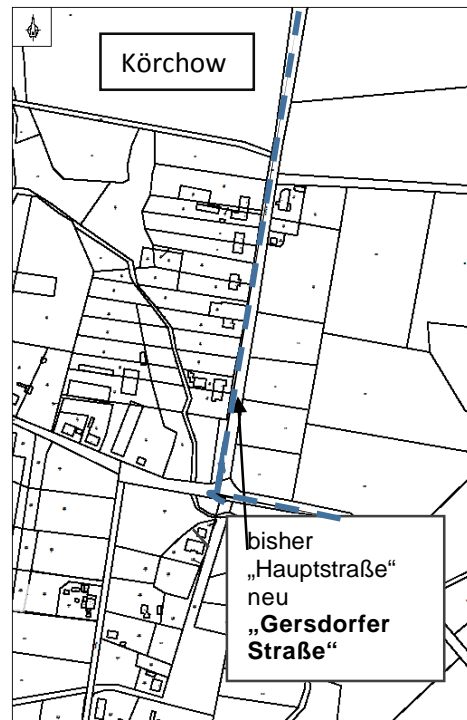 Körchow
bisher
„Hauptstraße“
neu
„Gersdorfer
Straße“